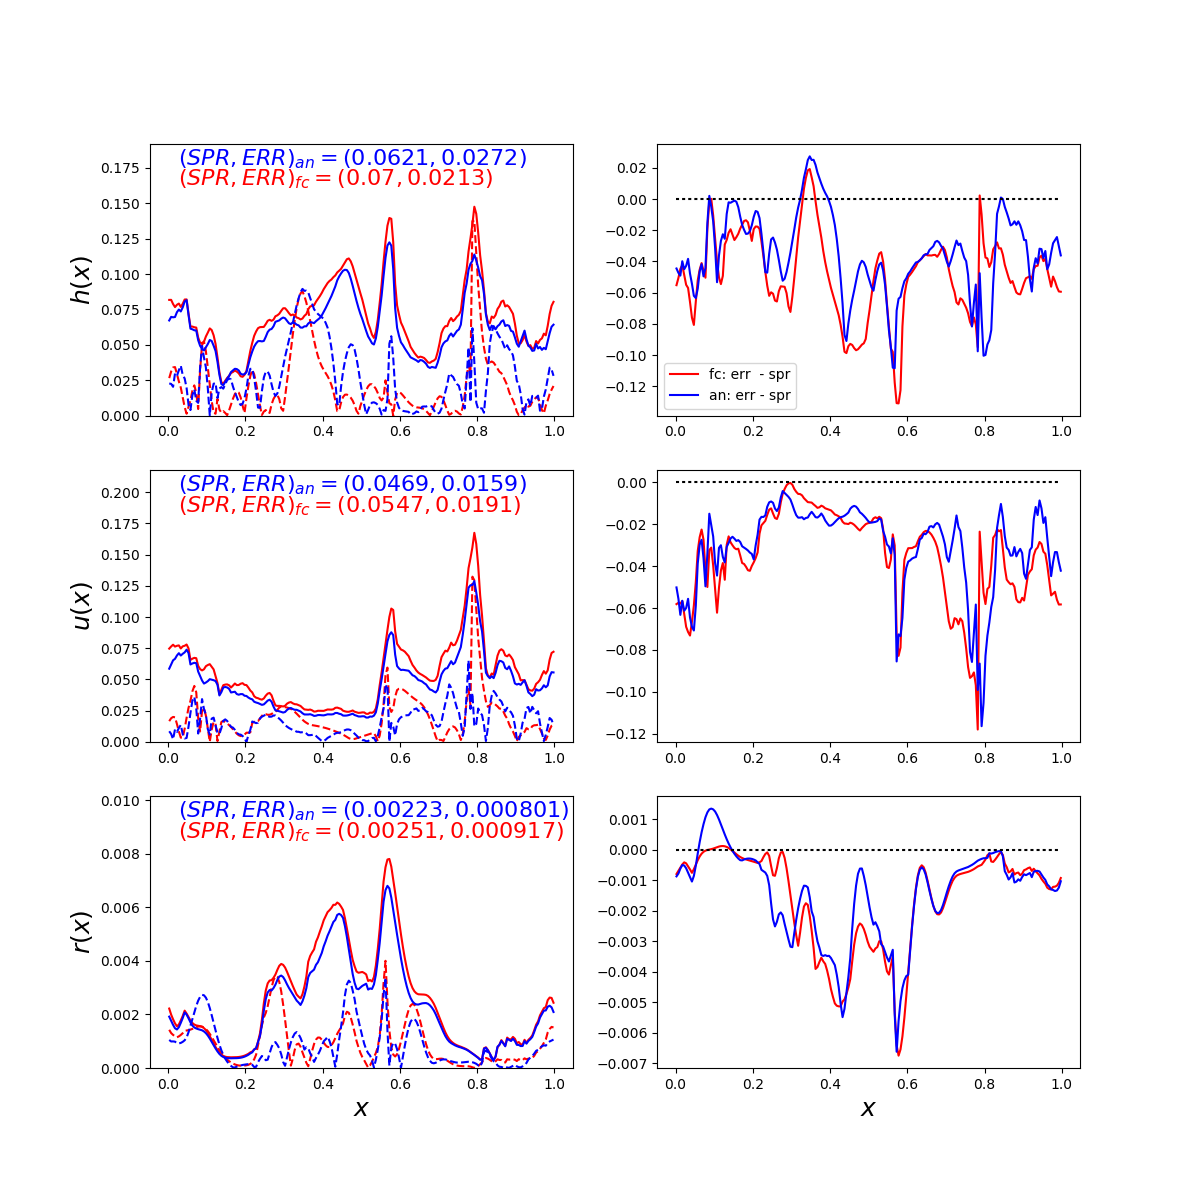 (SPR, ERR)an = (0.0621, 0.0272)
(SPR, ERR)fc = (0.07, 0.0213)
h(x)
0.175
0.150
0.125
0.100
0.075
0.050
0.025
0.000
0.0 0.2 0.4 0.6 0.8 1.0
0.02
0.00
−0.02
−0.04
−0.06
−0.08
−0.10
−0.12
fc: err - spr
an: err - spr
0.0 0.2 0.4 0.6 0.8 1.0
(SPR, ERR)an = (0.0469, 0.0159)
(SPR, ERR)fc = (0.0547, 0.0191)
u(x)
0.200
0.175
0.150
0.125
0.100
0.075
0.050
0.025
0.000
0.0 0.2 0.4 0.6 0.8 1.0
0.00
−0.02
−0.04
−0.06
−0.08
−0.10
−0.12
0.0 0.2 0.4 0.6 0.8 1.0
(SPR, ERR)an = (0.00223, 0.000801)
(SPR, ERR)fc = (0.00251, 0.000917)
r(x)
0.010
0.008
0.006
0.004
0.002
0.000
0.0 0.2 0.4 0.6 0.8 1.0
x
0.001
0.000
−0.001
−0.002
−0.003
−0.004
−0.005
−0.006
−0.007
0.0 0.2 0.4 0.6 0.8 1.0
x